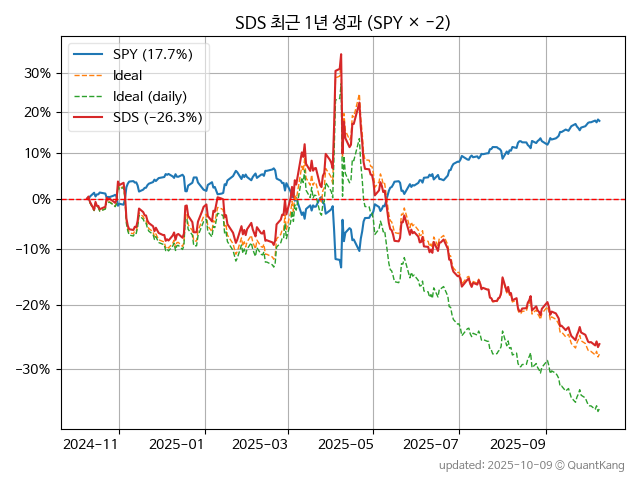 SDS 최근 1년 성과 (SPY × −2)
SPY (17.7%)
Ideal
Ideal (daily)
SDS (−26.3%)
30%
20%
10%
0%
−10%
−20%
−30%
2024-11
2025-01
2025-03
2025-05
2025-07
2025-09
updated: 2025-10-09 © QuantKang